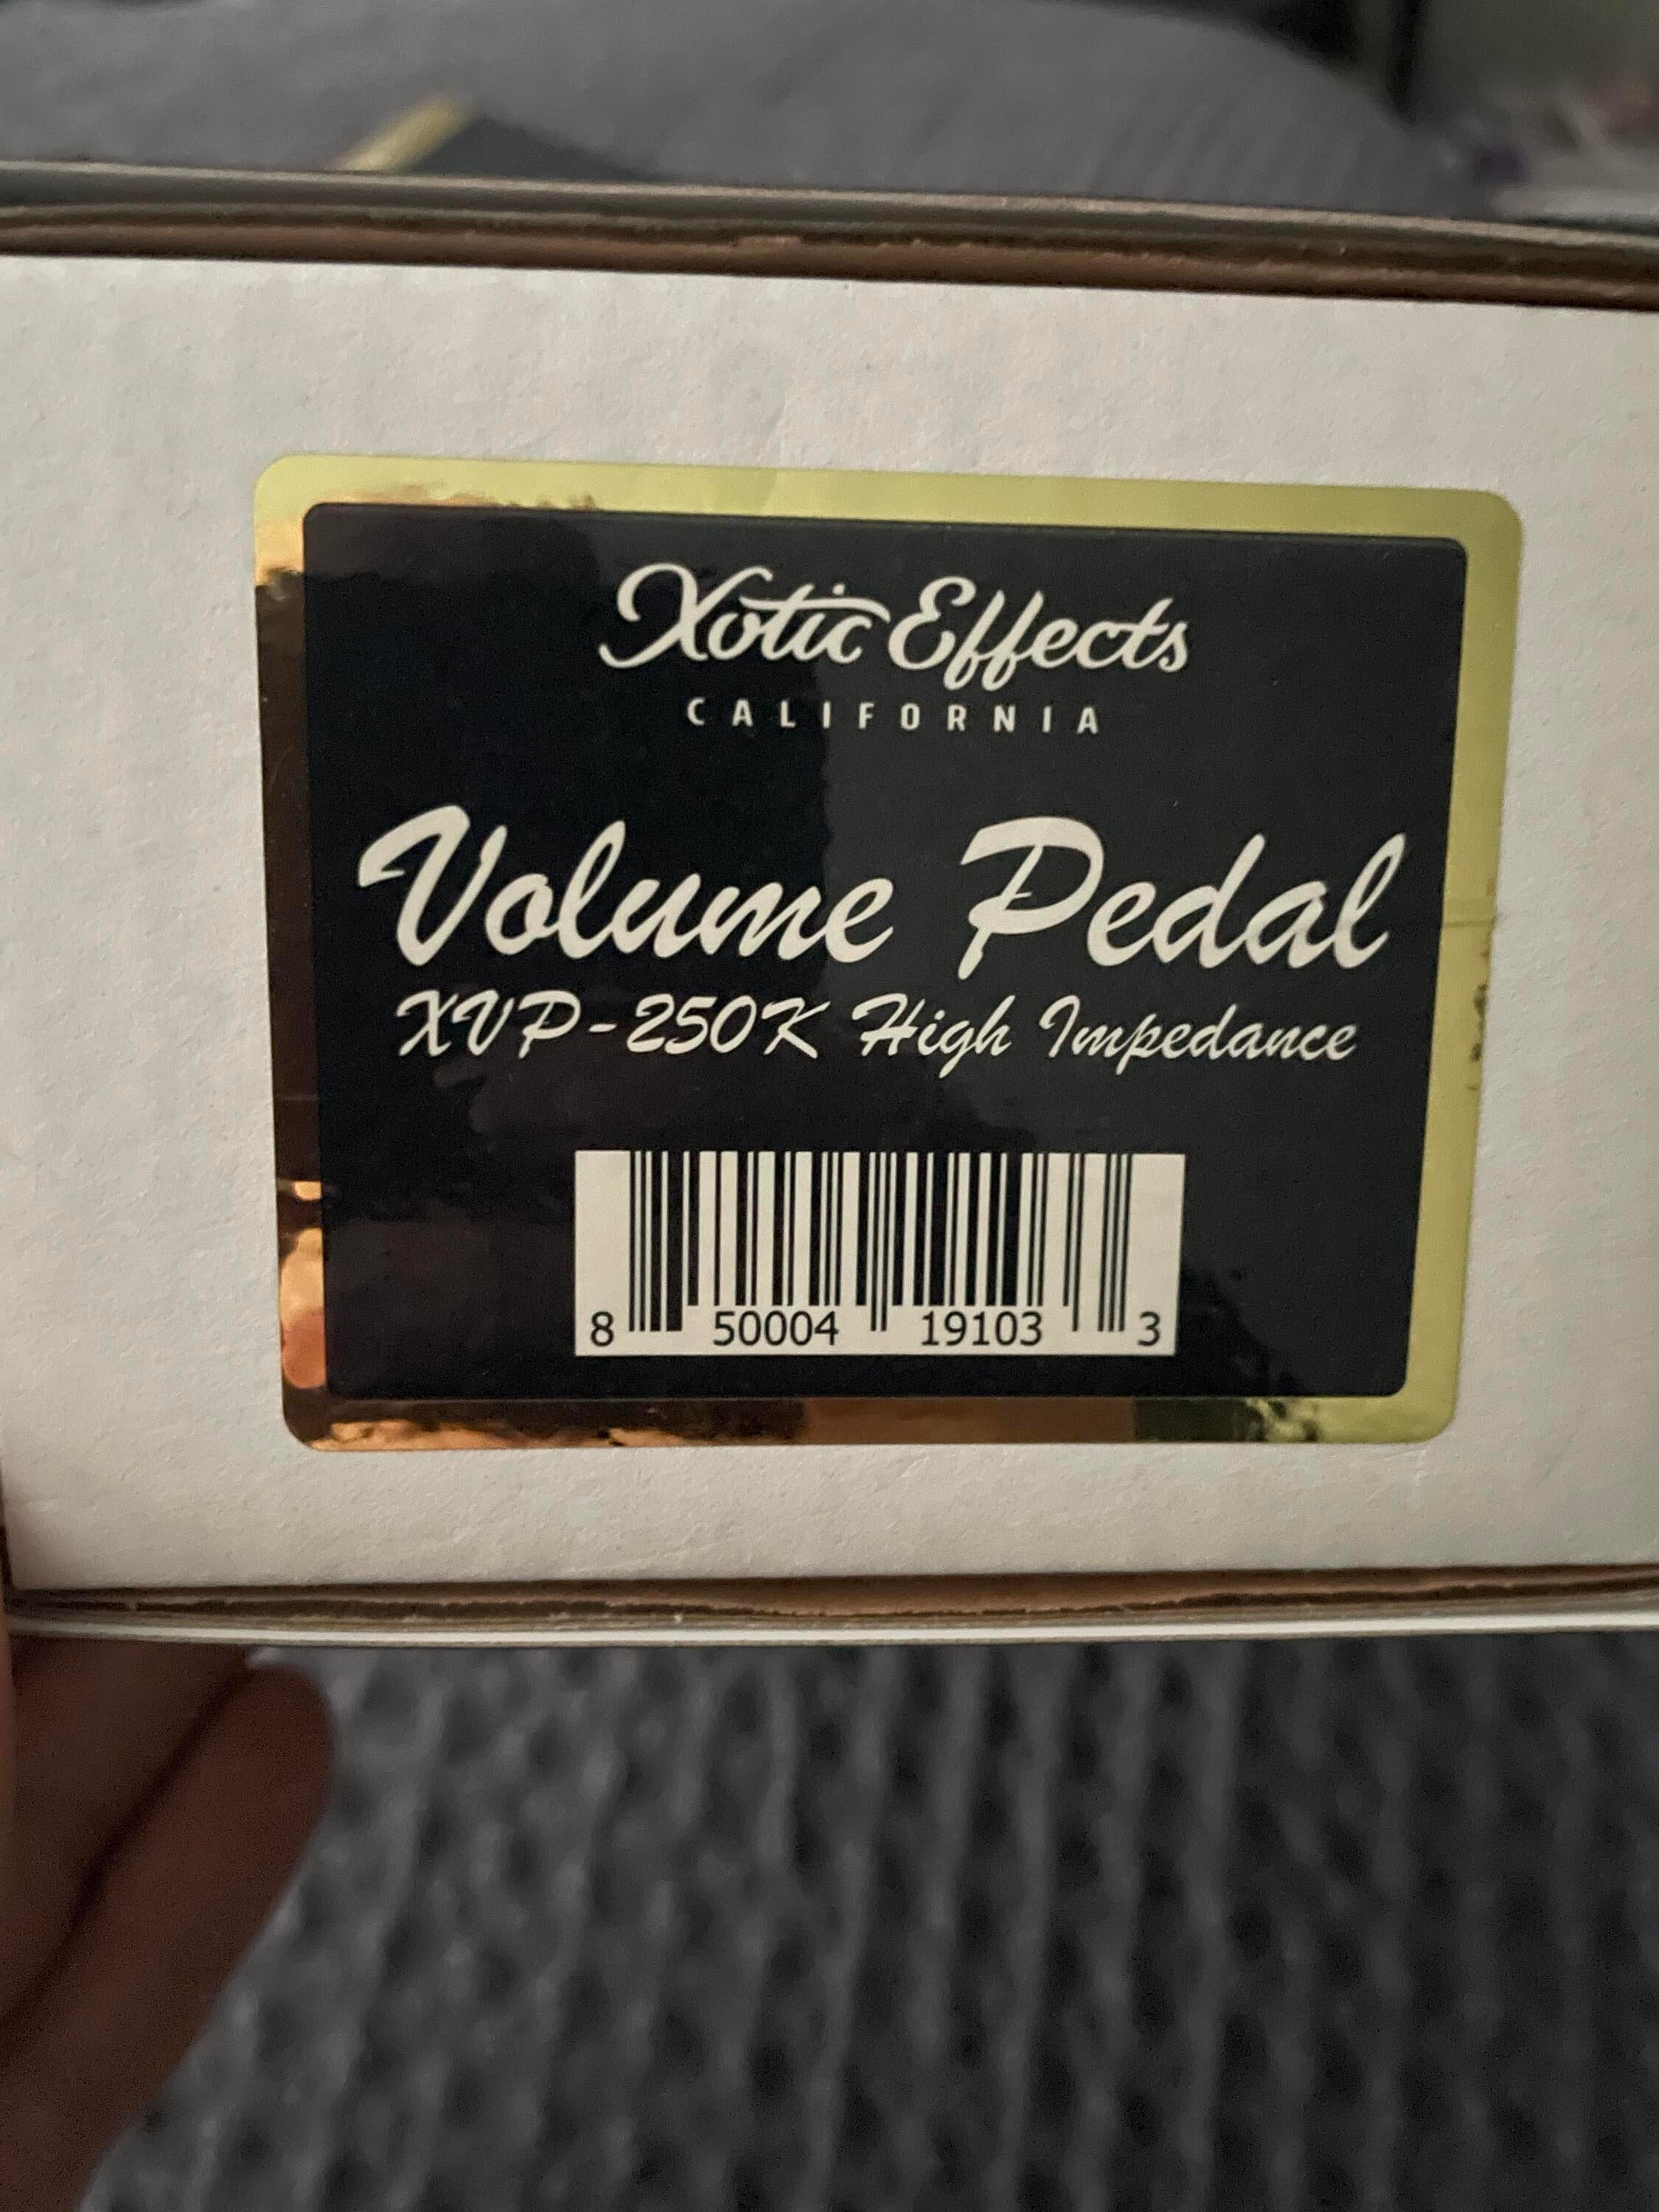 Xotic Effects
CALIFORNIA
Volume Pedal
XVP-250K High Impedance
8 50004 19103 3